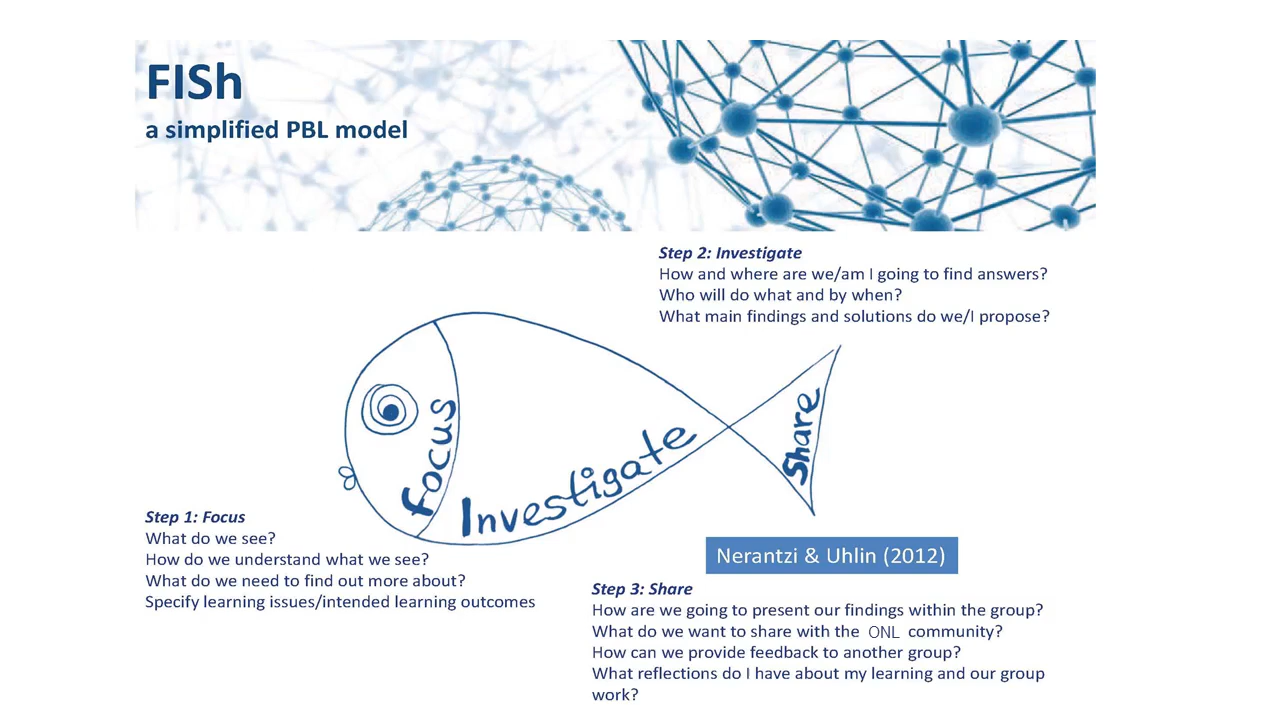 FISh
a simplified PBL model
Step 2: Investigate
How and where are we/am I going to find answers?
Who will do what and by when?
What main findings and solutions do we/I propose?
focus
Investigate
Share
Step 1: Focus
What do we see?
How do we understand what we see?
What do we need to find out more about?
Specify learning issues/intended learning outcomes
Nerantzi & Uhlin (2012)
Step 3: Share
How are we going to present our findings within the group?
What do we want to share with the ONL community?
How can we provide feedback to another group?
What reflections do I have about my learning and our group
work?